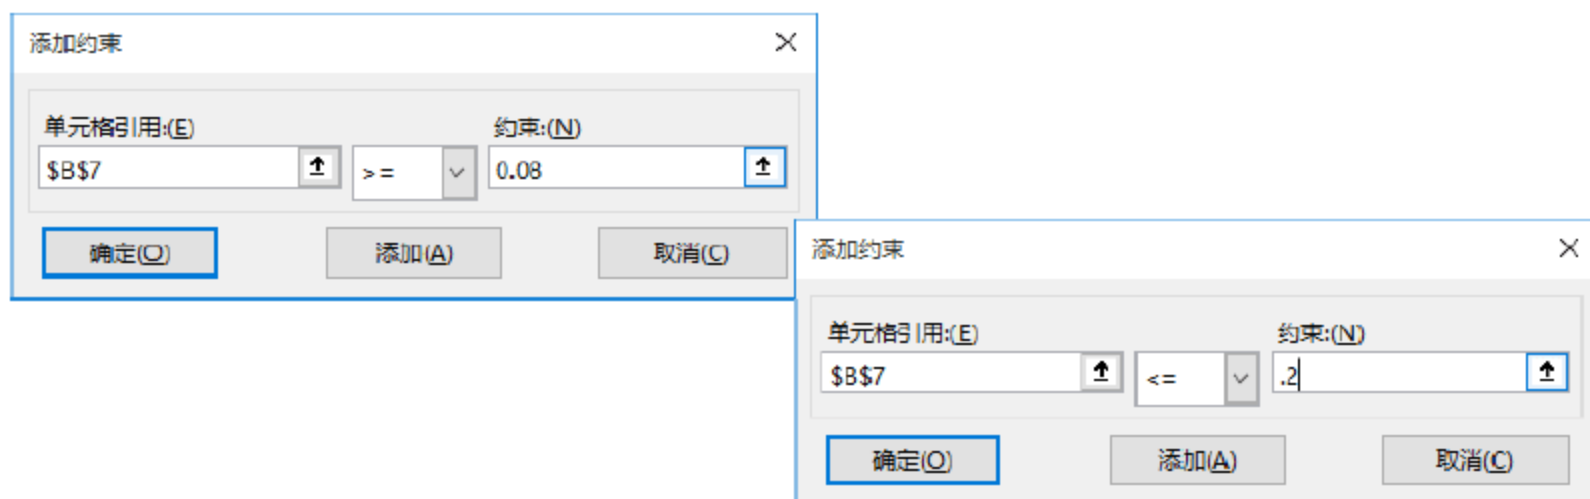 添加约束
单元格引用:(E) 约束:(N)
$B$7 >= 0.08
确定(O) 添加(A) 取消(C)
添加约束
单元格引用:(E) 约束:(N)
$B$7 <= .2
确定(O) 添加(A) 取消(C)